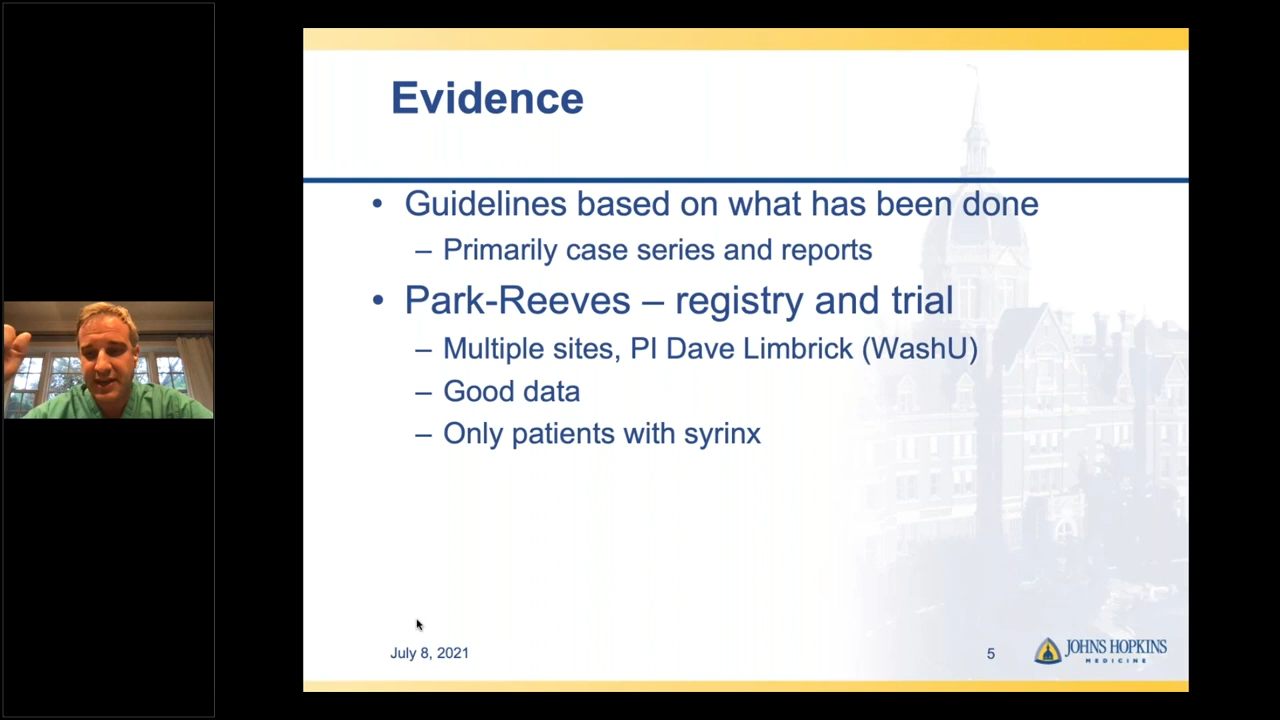 Evidence
• Guidelines based on what has been done
– Primarily case series and reports
• Park-Reeves – registry and trial
– Multiple sites, PI Dave Limbrick (WashU)
– Good data
– Only patients with syrinx
July 8, 2021
5
JOHNS HOPKINS
MEDICINE